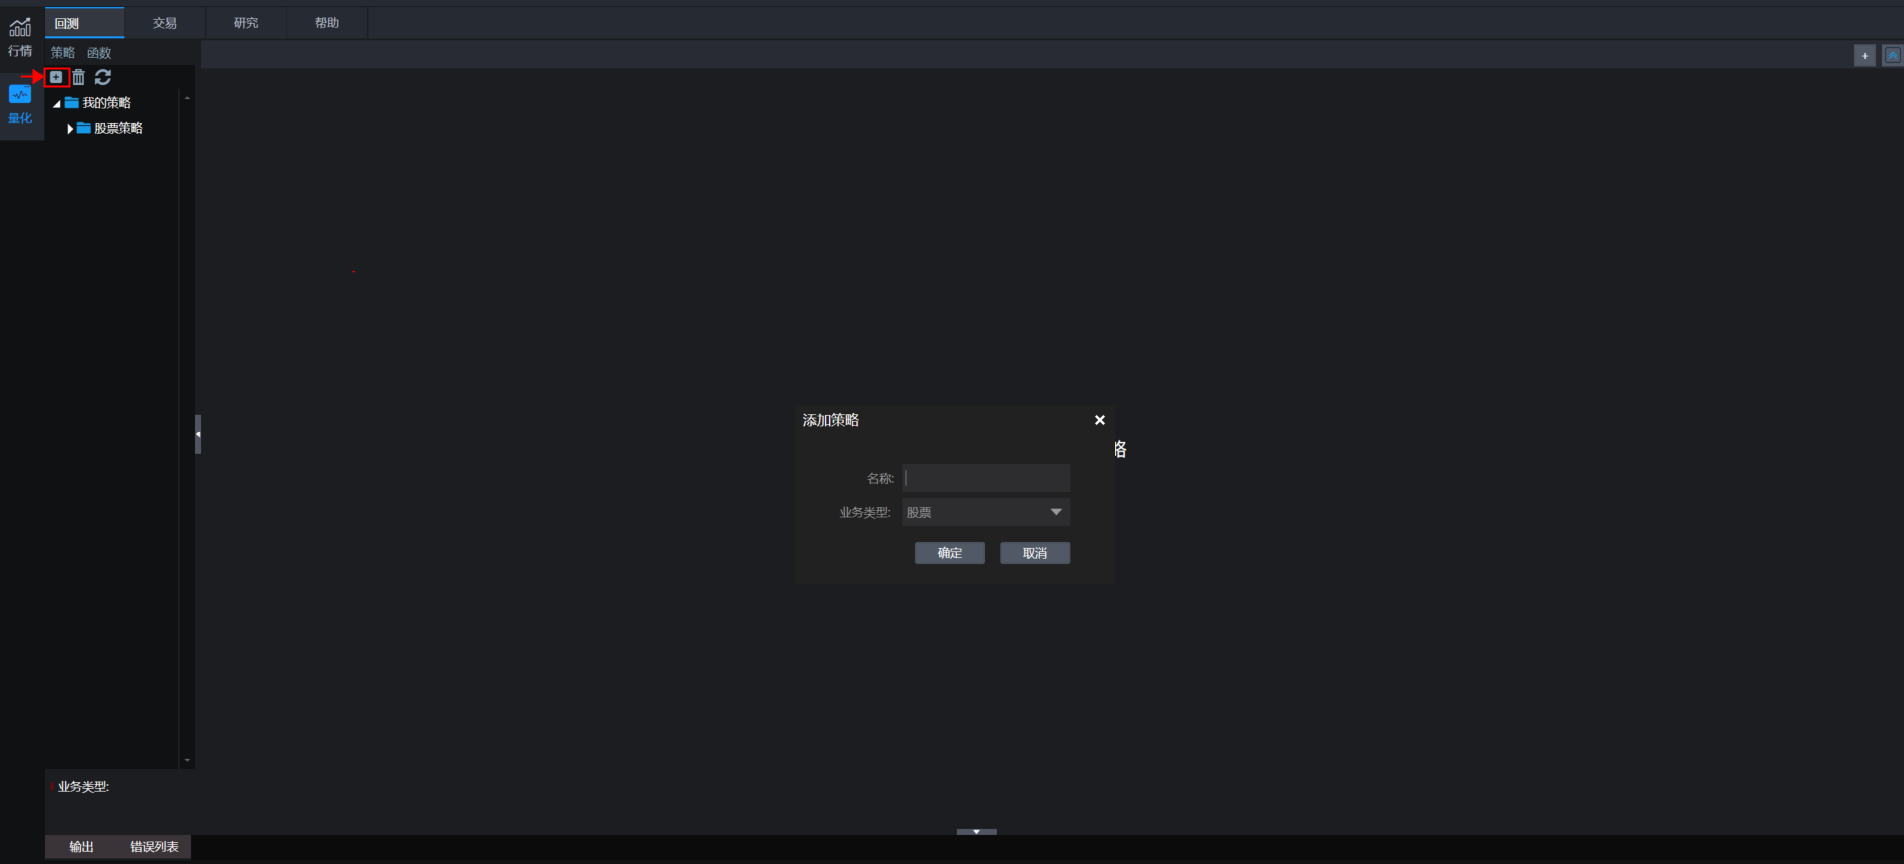 回测 交易 研究 帮助
行情
策略 函数
我的策略
量化
股票策略
添加策略
略
名称:
业务类型: 股票
确定 取消
业务类型:
输出 错误列表